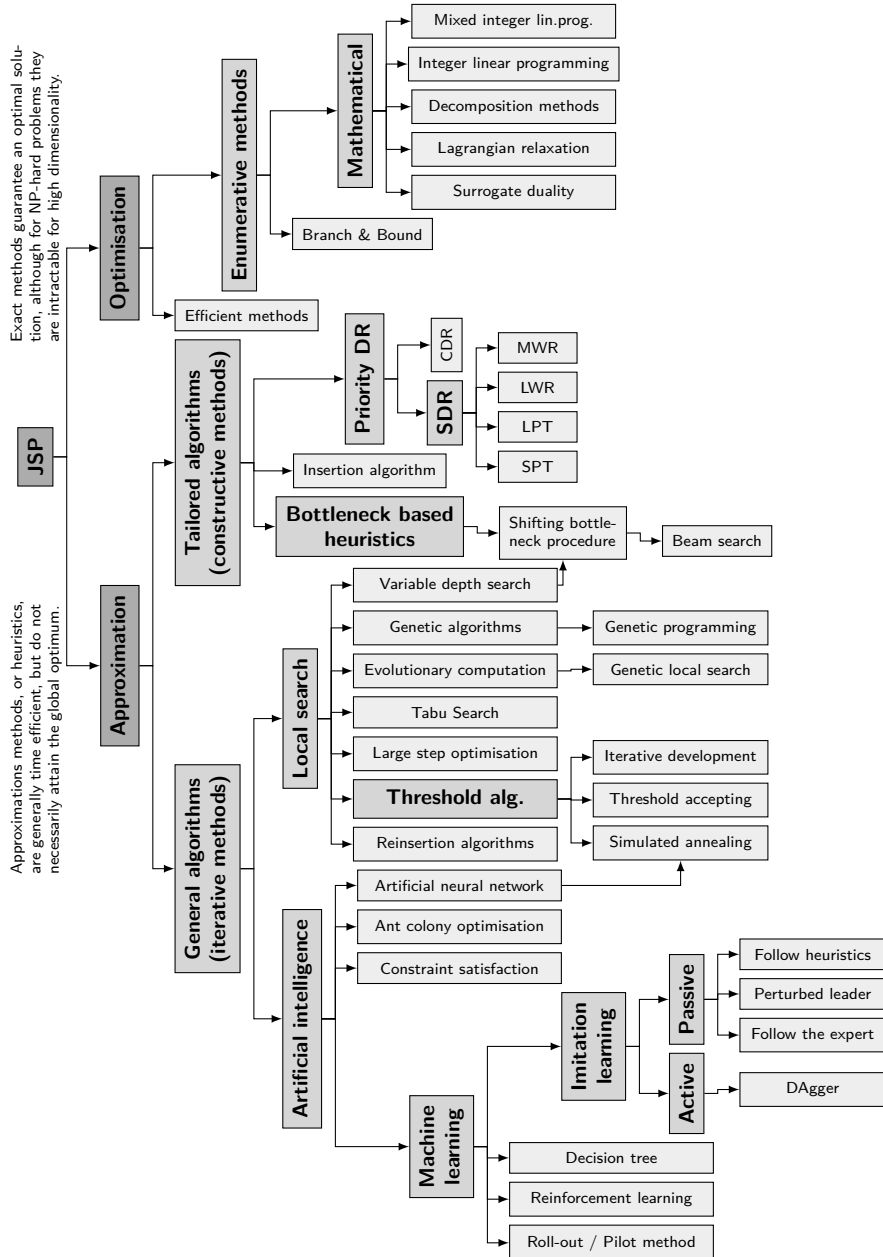 JSP
Exact methods guarantee an optimal solu-
tion, although for NP-hard problems they
are intractable for high dimensionality.
Optimisation
Enumerative methods
Mathematical
Mixed integer lin.prog.
Integer linear programming
Decomposition methods
Lagrangian relaxation
Surrogate duality
Branch & Bound
Efficient methods
Approximations methods, or heuristics,
are generally time efficient, but do not
necessarily attain the global optimum.
Approximation
Tailored algorithms
(constructive methods)
Priority DR
CDR
SDR
MWR
LWR
LPT
SPT
Insertion algorithm
Bottleneck based
heuristics
Shifting bottle-
neck procedure
Beam search
General algorithms
(iterative methods)
Local search
Variable depth search
Genetic algorithms
Genetic programming
Evolutionary computation
Genetic local search
Tabu Search
Large step optimisation
Threshold alg.
Iterative development
Threshold accepting
Simulated annealing
Reinsertion algorithms
Artificial intelligence
Artificial neural network
Ant colony optimisation
Constraint satisfaction
Machine
learning
Imitation
learning
Passive
Follow heuristics
Perturbed leader
Follow the expert
Active
DAgger
Decision tree
Reinforcement learning
Roll-out / Pilot method